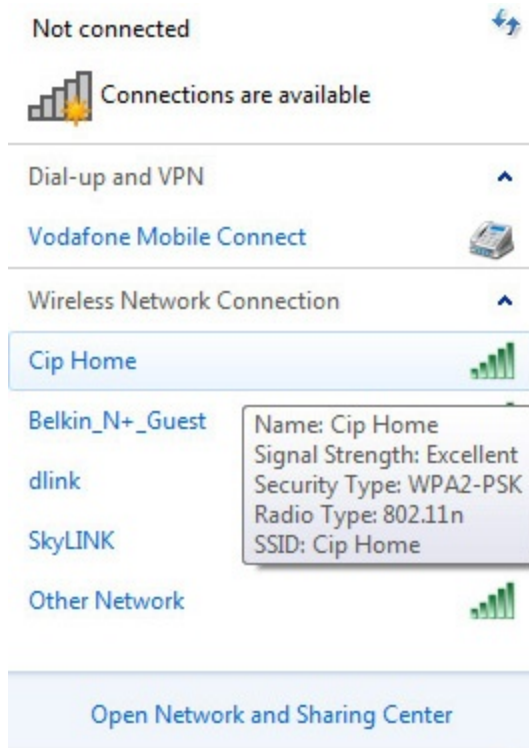 Not connected
Connections are available
Dial-up and VPN
Vodafone Mobile Connect
Wireless Network Connection
Cip Home
Belkin_N+_Guest
dlink
SkyLINK
Other Network
Name: Cip Home
Signal Strength: Excellent
Security Type: WPA2-PSK
Radio Type: 802.11n
SSID: Cip Home
Open Network and Sharing Center